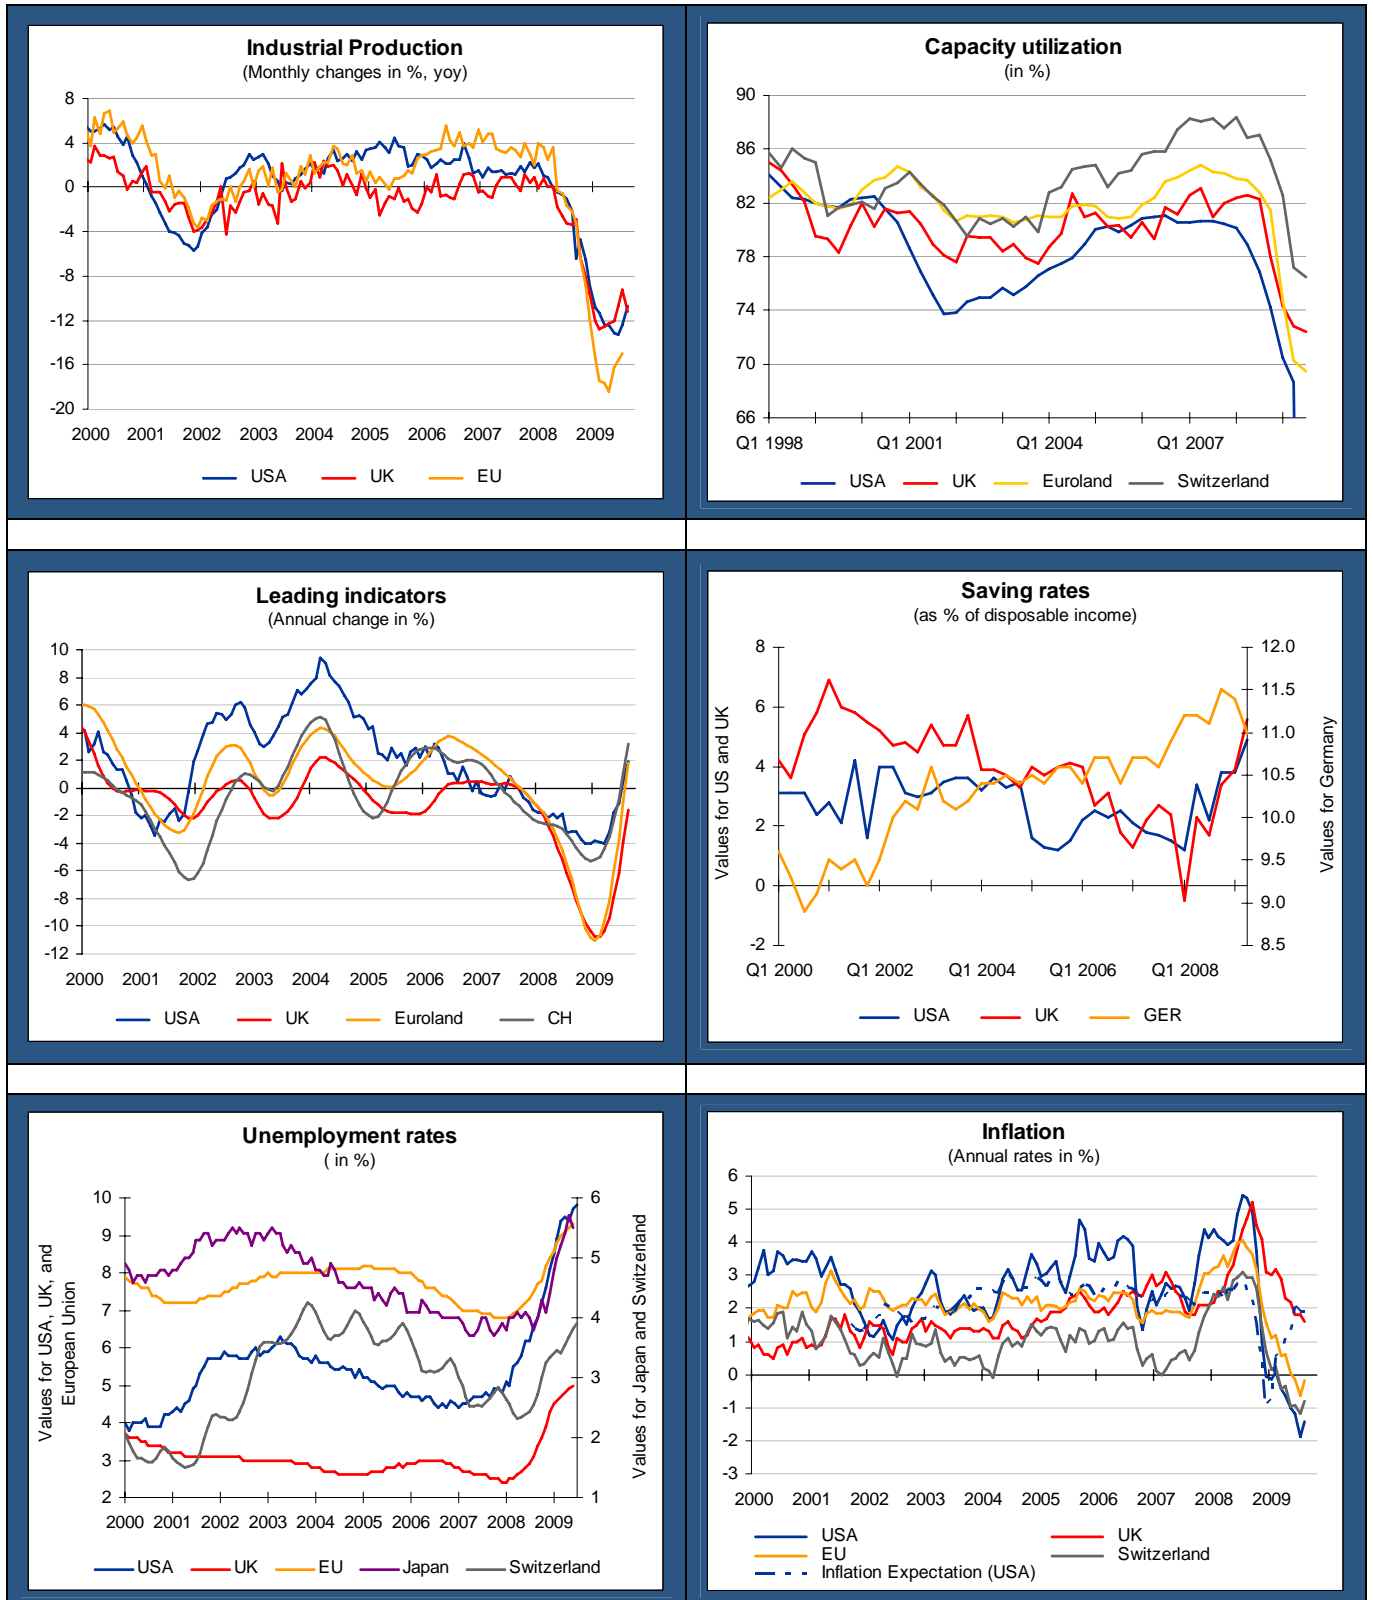 Industrial Production
(Monthly changes in %, yoy)
8
4
0
-4
-8
-12
-16
-20
2000 2001 2002 2003 2004 2005 2006 2007 2008 2009
USA UK EU
Capacity utilization
(in %)
90
86
82
78
74
70
66
Q1 1998 Q1 2001 Q1 2004 Q1 2007
USA UK Euroland Switzerland
Leading indicators
(Annual change in %)
10
8
6
4
2
0
-2
-4
-6
-8
-10
-12
2000 2001 2002 2003 2004 2005 2006 2007 2008 2009
USA UK Euroland CH
Saving rates
(as % of disposable income)
Values for US and UK
8
6
4
2
0
-2
12.0
11.5
11.0
10.5
10.0
9.5
9.0
8.5
Values for Germany
Q1 2000 Q1 2002 Q1 2004 Q1 2006 Q1 2008
USA UK GER
Unemployment rates
( in %)
Values for USA, UK, and
European Union
10
9
8
7
6
5
4
3
2
6
5
4
3
2
1
Values for Japan and Switzerland
2000 2001 2002 2003 2004 2005 2006 2007 2008 2009
USA UK EU Japan Switzerland
Inflation
(Annual rates in %)
6
5
4
3
2
1
0
-1
-2
-3
2000 2001 2002 2003 2004 2005 2006 2007 2008 2009
USA UK
EU Switzerland
Inflation Expectation (USA)